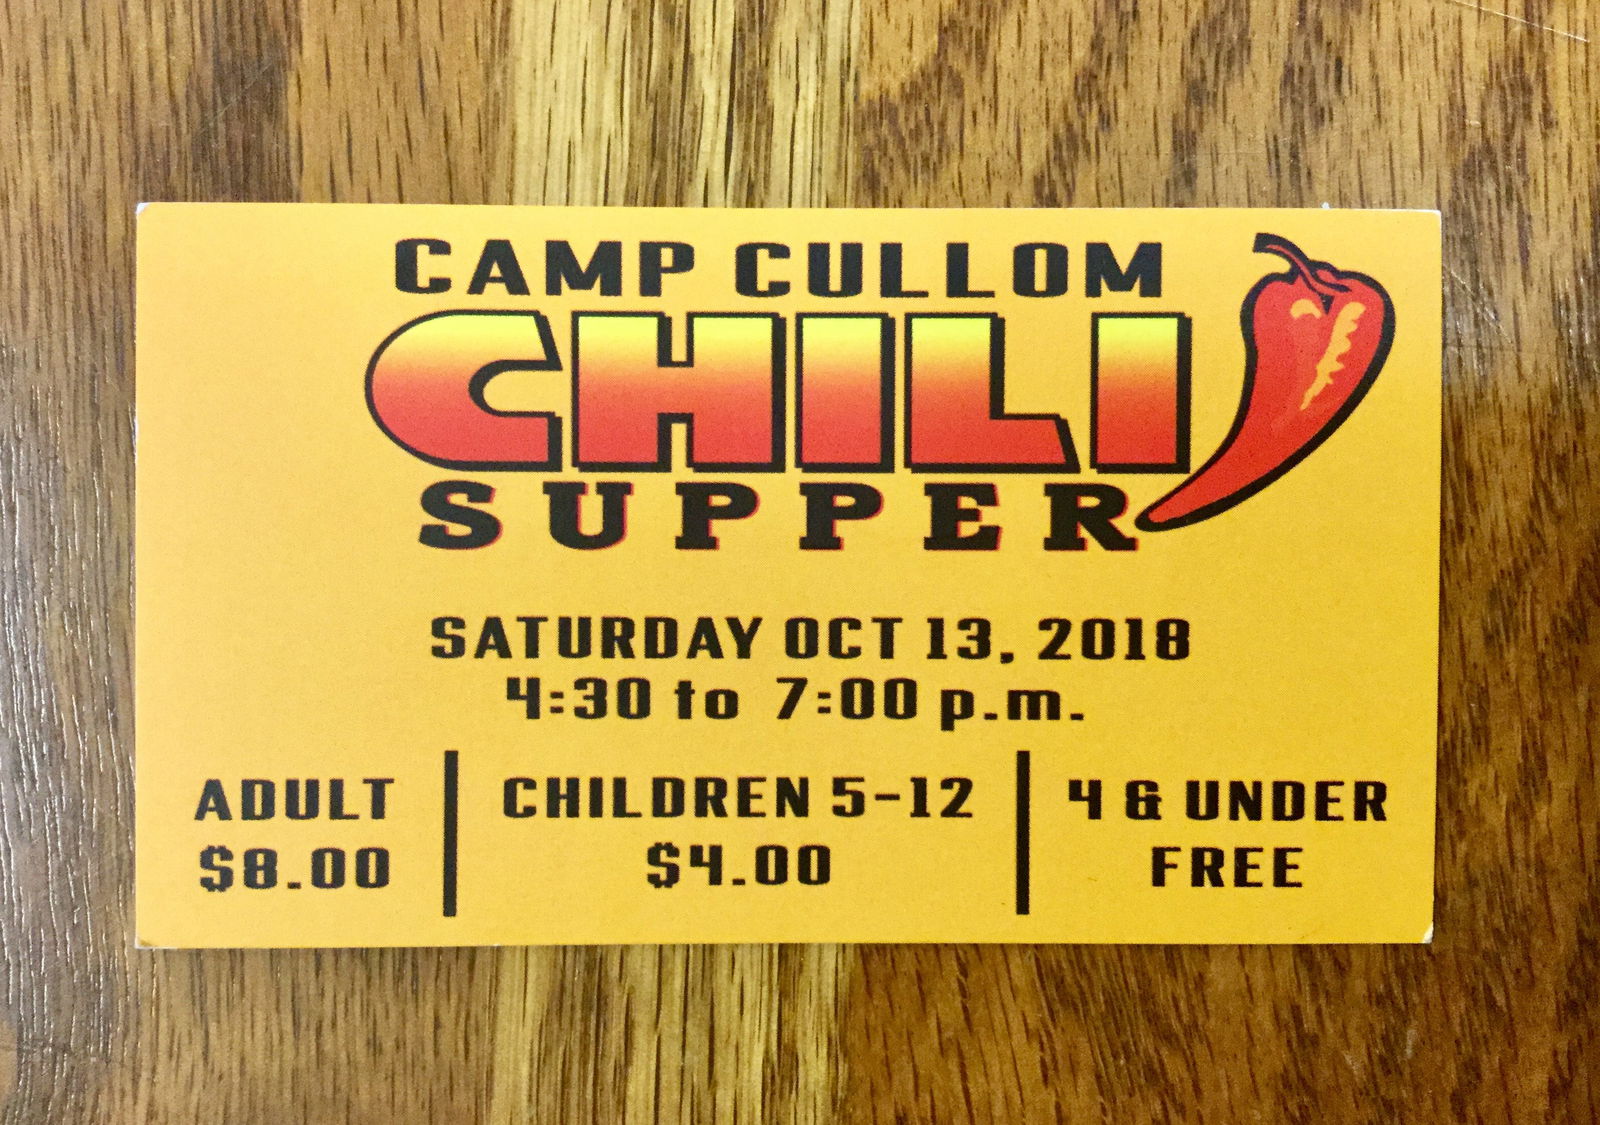 CAMP CULLOM
CHILI
SUPPER
SATURDAY OCT 13, 2018
4:30 to 7:00 p.m.
ADULT
$8.00
CHILDREN 5-12
$4.00
4 & UNDER
FREE